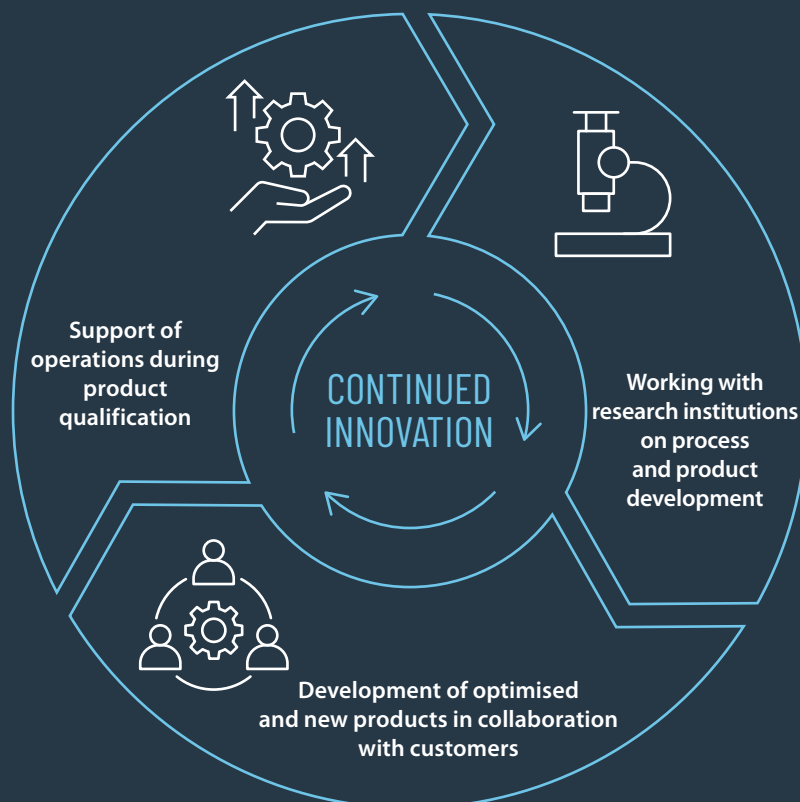 Support of
operations during
product
qualification
CONTINUED
INNOVATION
Working with
research institutions
on process
and product
development
Development of optimised
and new products in collaboration
with customers